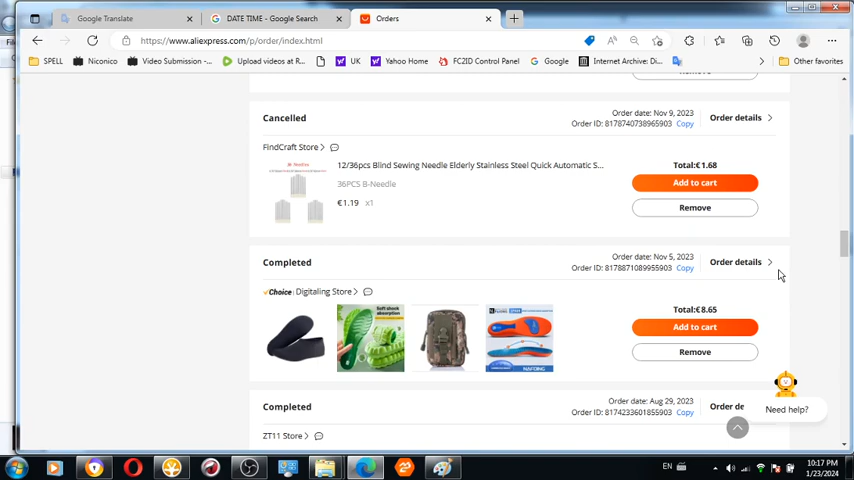 Google Translate
DATE TIME - Google Search
Orders
https://www.aliexpress.com/p/order/index.html
SPELL
Niconico
Video Submission -...
Upload videos at R...
UK
Yahoo Home
FC2ID Control Panel
Google
Internet Archive: Di...
Other favorites
Cancelled
Order date: Nov 9, 2023
Order ID: 8178740738965903 Copy
Order details
FindCraft Store
12/36pcs Blind Sewing Needle Elderly Stainless Steel Quick Automatic S...
36PCS B-Needle
€1.19 x1
Total:€1.68
Add to cart
Remove
Completed
Order date: Nov 5, 2023
Order ID: 8178871089955903 Copy
Order details
Choice Digitaling Store
Soft shock
absorption
Total:€8.65
Add to cart
Remove
Completed
Order date: Aug 29, 2023
Order ID: 8174233601855903 Copy
Order de
ZT11 Store
Need help?
EN
10:17 PM
1/23/2024